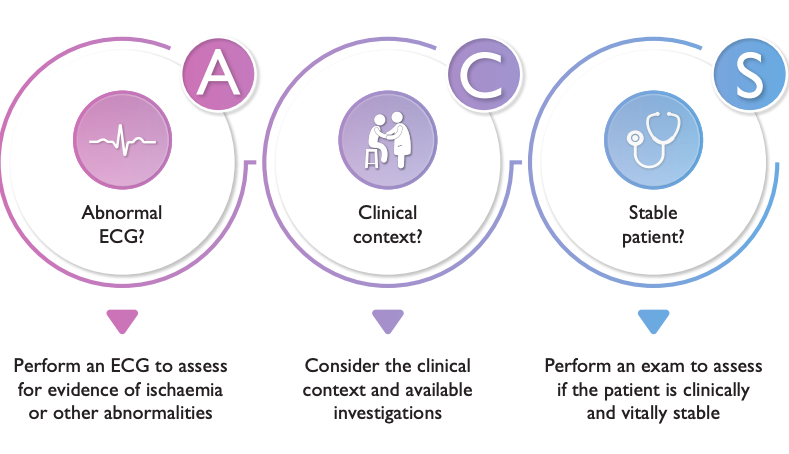 A
C
S
Abnormal
ECG?
Clinical
context?
Stable
patient?
Perform an ECG to assess
for evidence of ischaemia
or other abnormalities
Consider the clinical
context and available
investigations
Perform an exam to assess
if the patient is clinically
and vitally stable